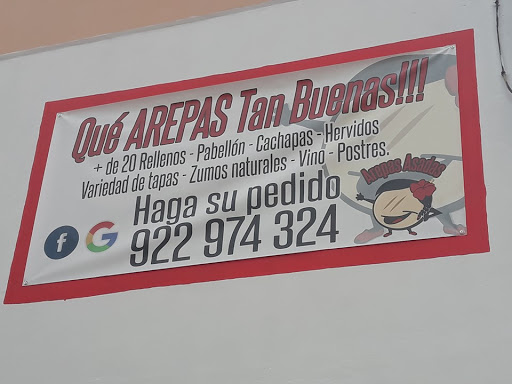 Qué AREPAS Tan Buenas!!!
+ de 20 Rellenos - Pabellón - Cachapas - Hervidos
Variedad de tapas - Zumos naturales - Vino - Postres.
Haga su pedido
922 974 324
Arepas Asadas
f G